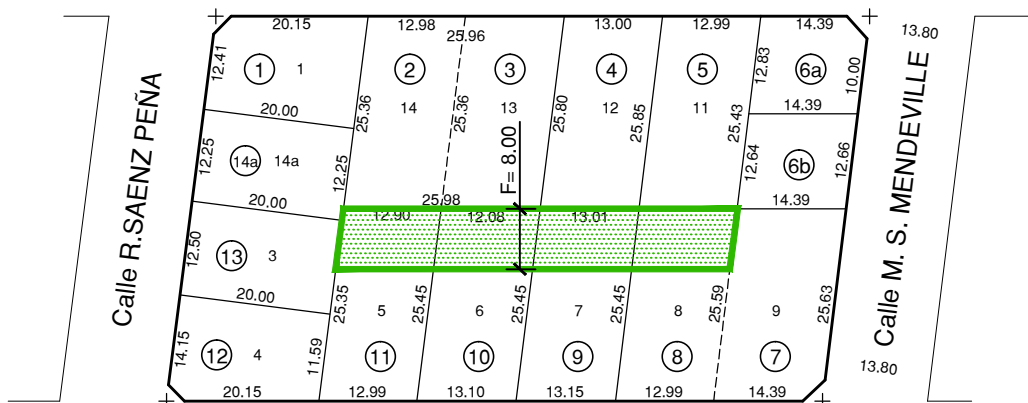 20.15 12.98 13.00 12.99 14.39
25.96
13.80
12.41 1 1 2 3 4 5 12.83 6a 10.00
14 13 12 11
25.36 25.36 25.80 25.85 25.43
20.00 14.39
12.25 14a 14a 12.25 F= 8.00 12.64 6b 12.66
20.00 25.98 14.39
12.90 12.08 13.01
Calle R.SAENZ PEÑA
Calle M. S. MENDEVILLE
12.50 13 3
20.00
25.35 5 25.45 6 25.45 7 25.45 8 25.59 9 25.63
14.15 12 4 11.59 11 10 9 8 7
13.80
20.15 12.99 13.10 13.15 12.99 14.39